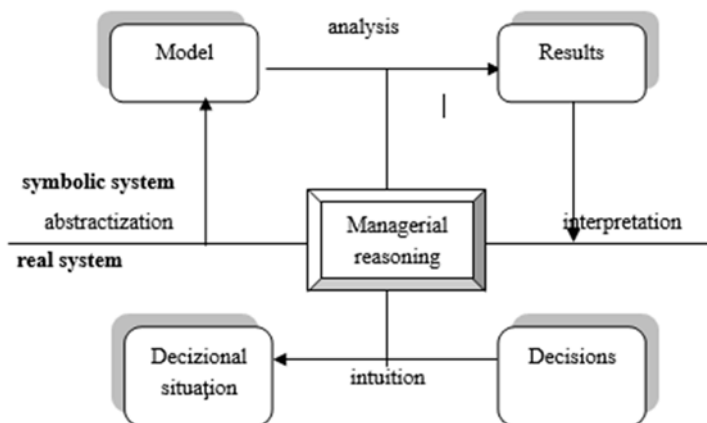 analysis
Model
Results
symbolic system
abstractization
Managerial
reasoning
interpretation
real system
Decizional
situaţion
Decisions
intuition